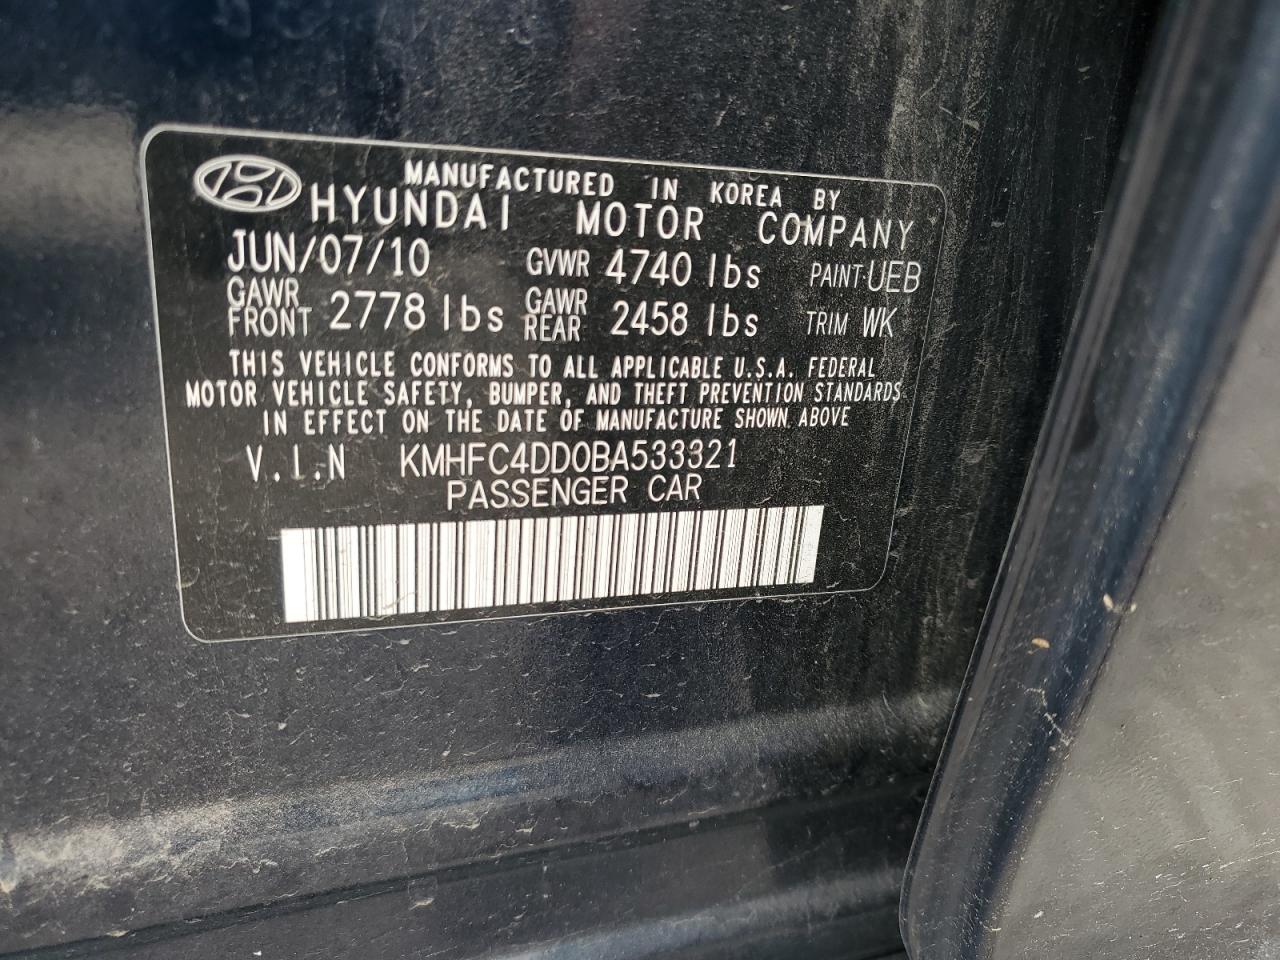 MANUFACTURED IN KOREA BY
HYUNDAI MOTOR COMPANY
JUN/07/10 GVWR 4740 lbs PAINT:UEB
GAWR FRONT 2778 lbs GAWR REAR 2458 lbs TRIM WK
THIS VEHICLE CONFORMS TO ALL APPLICABLE U.S.A. FEDERAL
MOTOR VEHICLE SAFETY, BUMPER, AND THEFT PREVENTION STANDARDS
IN EFFECT ON THE DATE OF MANUFACTURE SHOWN ABOVE
V.I.N KMHFC4DD0BA533321
PASSENGER CAR